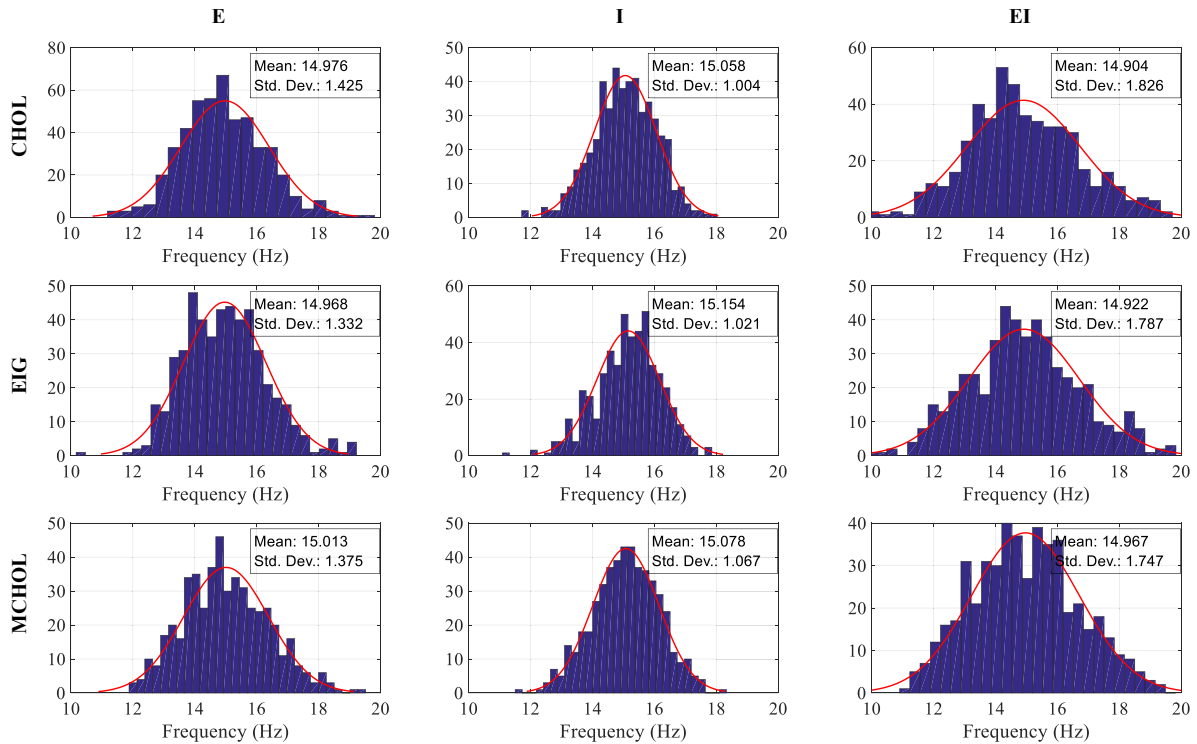 E I EI
CHOL
80 60 40 20 0
Mean: 14.976
Std. Dev.: 1.425
10 12 14 16 18 20
Frequency (Hz)
50 40 30 20 10 0
Mean: 15.058
Std. Dev.: 1.004
10 12 14 16 18 20
Frequency (Hz)
60 40 20 0
Mean: 14.904
Std. Dev.: 1.826
10 12 14 16 18 20
Frequency (Hz)
EIG
50 40 30 20 10 0
Mean: 14.968
Std. Dev.: 1.332
10 12 14 16 18 20
Frequency (Hz)
60 40 20 0
Mean: 15.154
Std. Dev.: 1.021
10 12 14 16 18 20
Frequency (Hz)
50 40 30 20 10 0
Mean: 14.922
Std. Dev.: 1.787
10 12 14 16 18 20
Frequency (Hz)
MCHOL
50 40 30 20 10 0
Mean: 15.013
Std. Dev.: 1.375
10 12 14 16 18 20
Frequency (Hz)
50 40 30 20 10 0
Mean: 15.078
Std. Dev.: 1.067
10 12 14 16 18 20
Frequency (Hz)
40 30 20 10 0
Mean: 14.967
Std. Dev.: 1.747
10 12 14 16 18 20
Frequency (Hz)